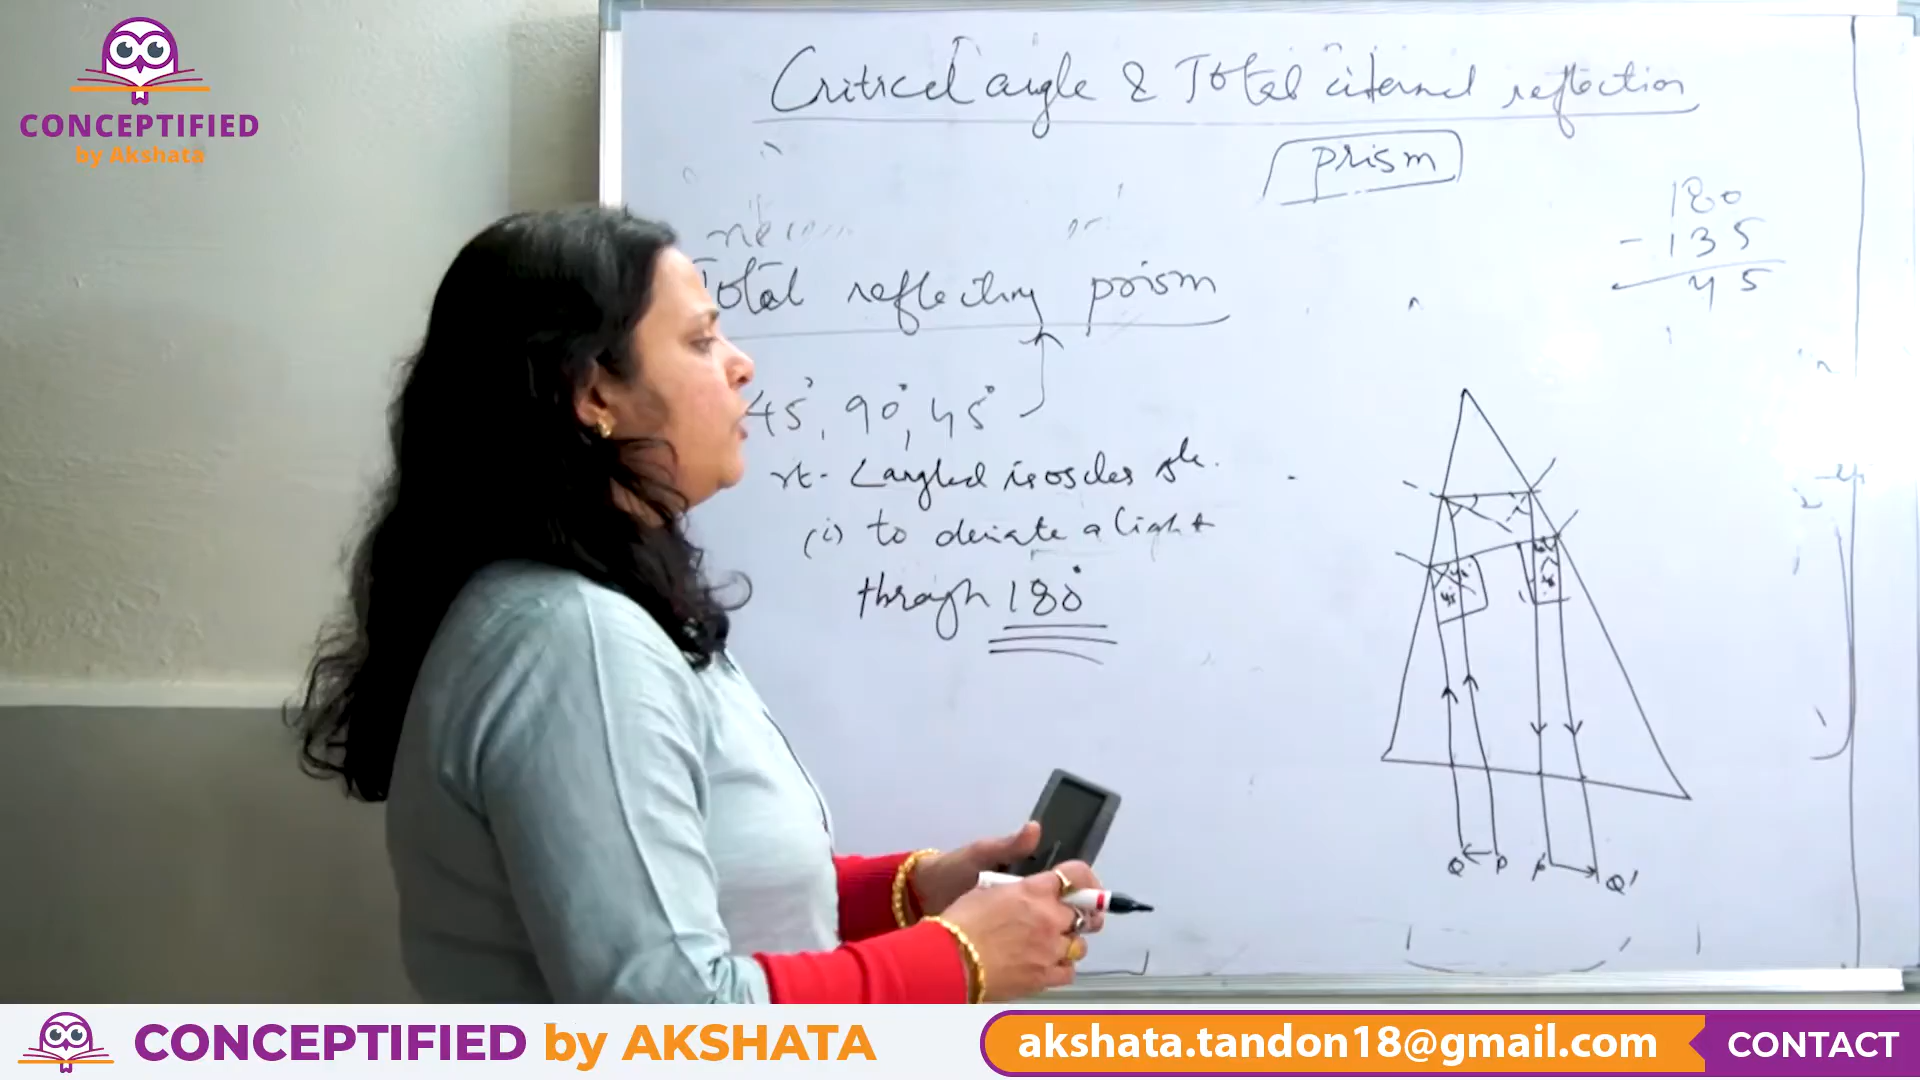 CONCEPTIFIED
by Akshata
Critical angle & Total internal reflection
prism
180
- 135
45
Total reflecting prism
45°, 90°, 45°
rt- ∠angled isosceles
(i) to deviate a light
through 180°
Q P P Q'
CONCEPTIFIED by AKSHATA
akshata.tandon18@gmail.com
CONTACT